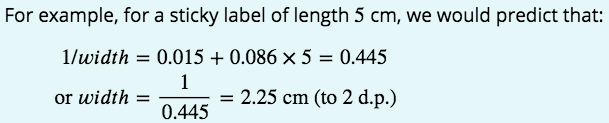 For example, for a sticky label of length 5 cm, we would predict that:
1/width = 0.015 + 0.086 × 5 = 0.445
or width = 1/0.445 = 2.25 cm (to 2 d.p.)